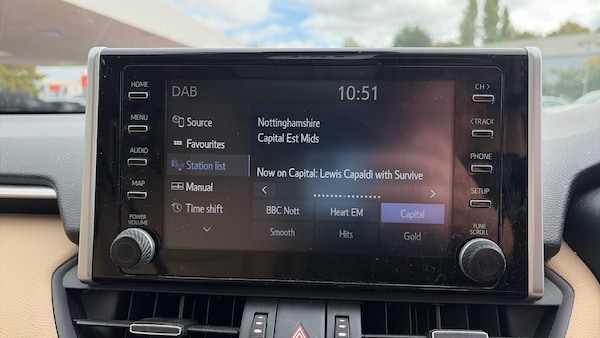 DAB
10:51
HOME
MENU
AUDIO
MAP
POWER
VOLUME
Source
Favourites
Station list
Manual
Time shift
Nottinghamshire
Capital Est Mids
Now on Capital: Lewis Capaldi with Survive
BBC Nott
Heart EM
Capital
Smooth
Hits
Gold
CH >
< TRACK
PHONE
SETUP
TUNE
SCROLL